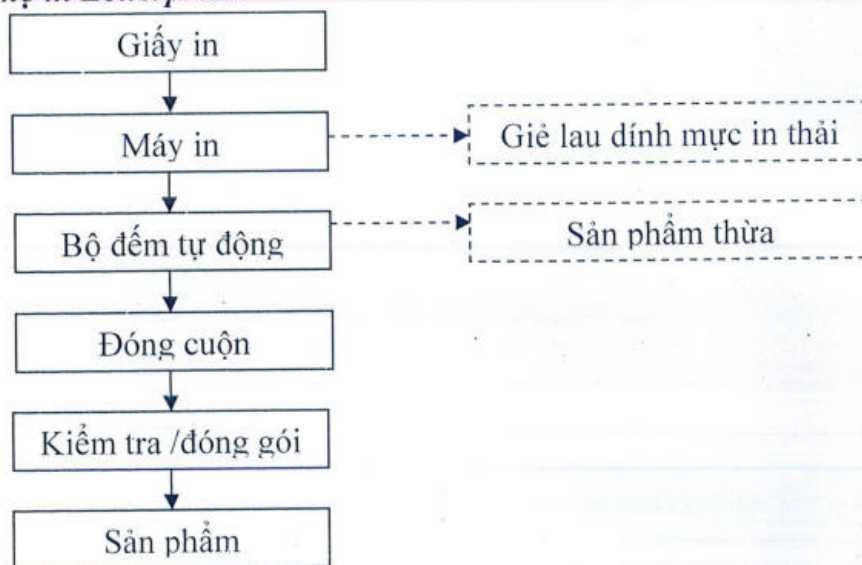 Giấy in
Máy in
Giẻ lau dính mực in thải
Bộ đếm tự động
Sản phẩm thừa
Đóng cuộn
Kiểm tra /đóng gói
Sản phẩm